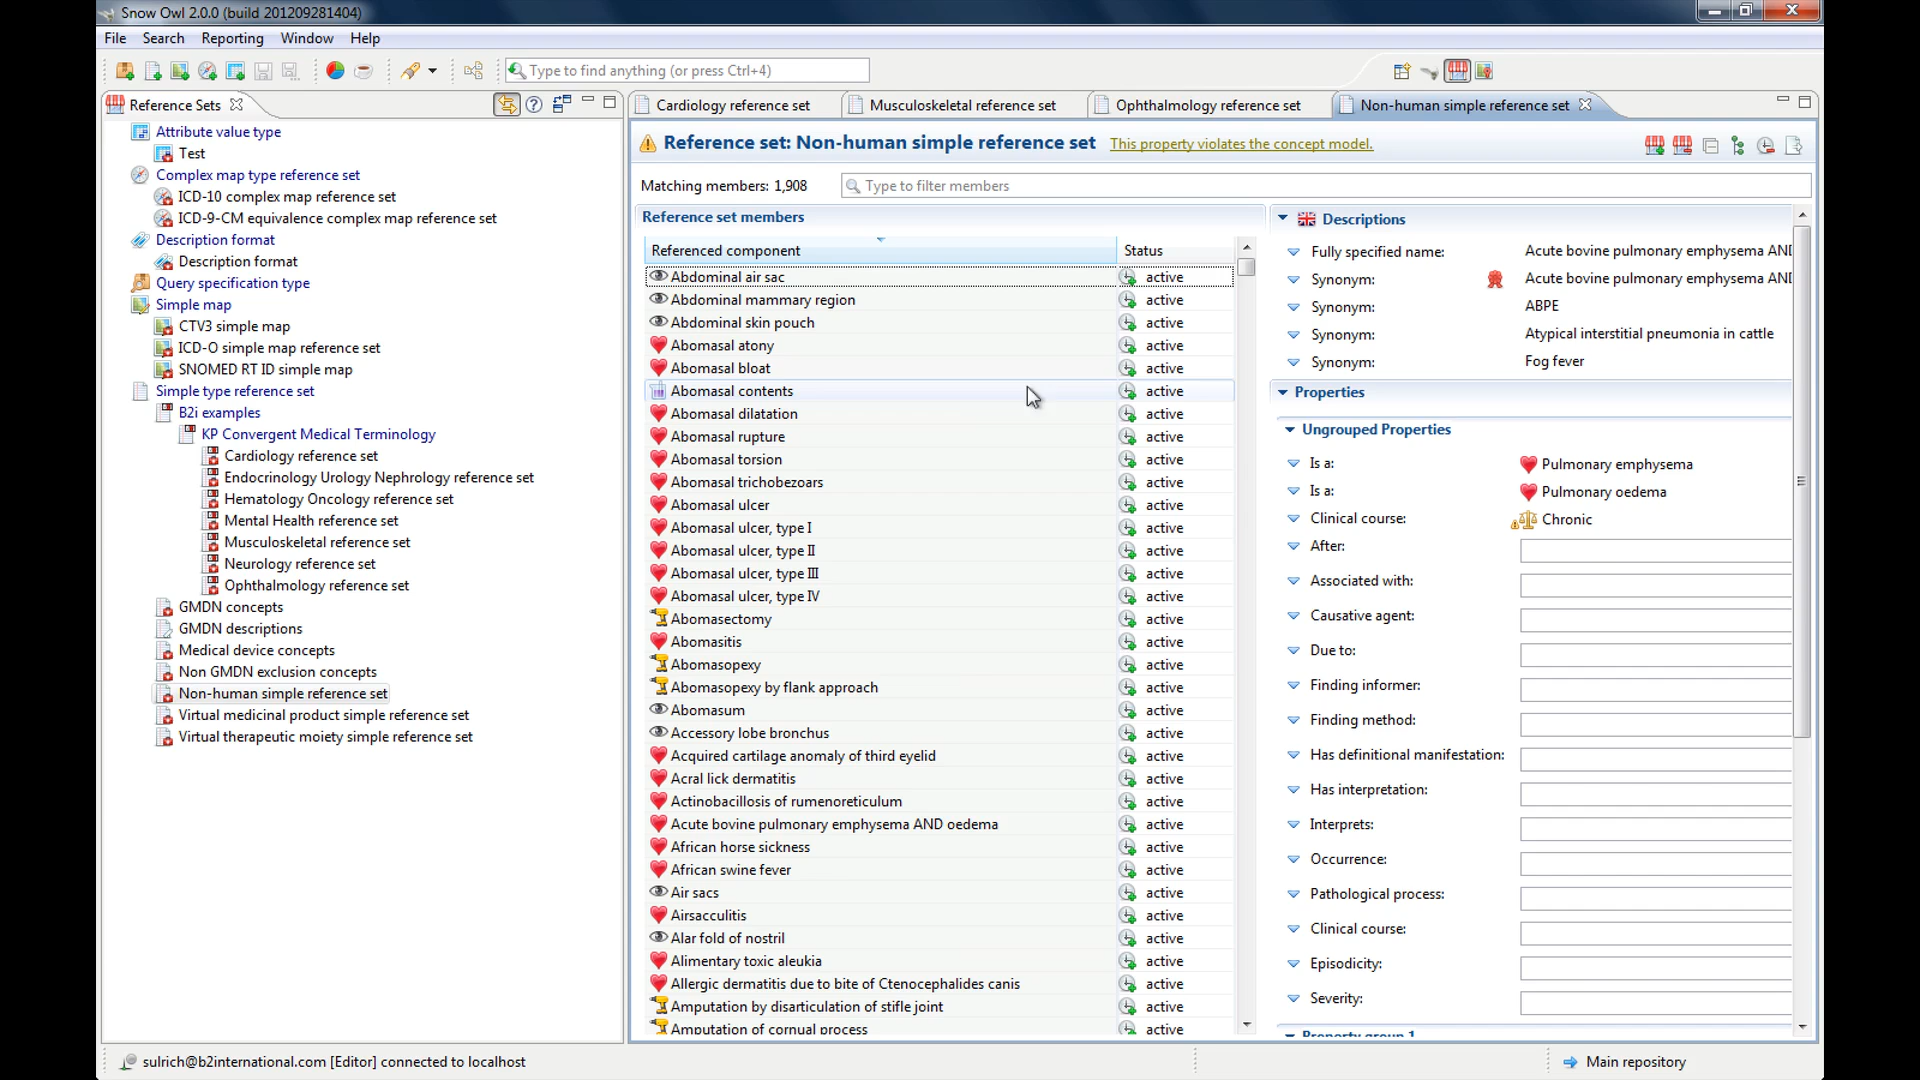 Snow Owl 2.0.0 (build 201209281404)
File Search Reporting Window Help
Type to find anything (or press Ctrl+4)
Reference Sets
Attribute value type
Test
Complex map type reference set
ICD-10 complex map reference set
ICD-9-CM equivalence complex map reference set
Description format
Description format
Query specification type
Simple map
CTV3 simple map
ICD-O simple map reference set
SNOMED RT ID simple map
Simple type reference set
B2i examples
KP Convergent Medical Terminology
Cardiology reference set
Endocrinology Urology Nephrology reference set
Hematology Oncology reference set
Mental Health reference set
Musculoskeletal reference set
Neurology reference set
Ophthalmology reference set
GMDN concepts
GMDN descriptions
Medical device concepts
Non GMDN exclusion concepts
Non-human simple reference set
Virtual medicinal product simple reference set
Virtual therapeutic moiety simple reference set
Cardiology reference set Musculoskeletal reference set Ophthalmology reference set Non-human simple reference set
Reference set: Non-human simple reference set This property violates the concept model.
Matching members: 1,908 Type to filter members
Reference set members
Referenced component Status
Abdominal air sac active
Abdominal mammary region active
Abdominal skin pouch active
Abomasal atony active
Abomasal bloat active
Abomasal contents active
Abomasal dilatation active
Abomasal rupture active
Abomasal torsion active
Abomasal trichobezoars active
Abomasal ulcer active
Abomasal ulcer, type I active
Abomasal ulcer, type II active
Abomasal ulcer, type III active
Abomasal ulcer, type IV active
Abomasectomy active
Abomasitis active
Abomasopexy active
Abomasopexy by flank approach active
Abomasum active
Accessory lobe bronchus active
Acquired cartilage anomaly of third eyelid active
Acral lick dermatitis active
Actinobacillosis of rumenoreticulum active
Acute bovine pulmonary emphysema AND oedema active
African horse sickness active
African swine fever active
Air sacs active
Airsacculitis active
Alar fold of nostril active
Alimentary toxic aleukia active
Allergic dermatitis due to bite of Ctenocephalides canis active
Amputation by disarticulation of stifle joint active
Amputation of cornual process active
Descriptions
Fully specified name: Acute bovine pulmonary emphysema AND
Synonym: Acute bovine pulmonary emphysema AND
Synonym: ABPE
Synonym: Atypical interstitial pneumonia in cattle
Synonym: Fog fever
Properties
Ungrouped Properties
Is a: Pulmonary emphysema
Is a: Pulmonary oedema
Clinical course: Chronic
After:
Associated with:
Causative agent:
Due to:
Finding informer:
Finding method:
Has definitional manifestation:
Has interpretation:
Interprets:
Occurrence:
Pathological process:
Clinical course:
Episodicity:
Severity:
Property group 1
sulrich@b2international.com [Editor] connected to localhost
Main repository